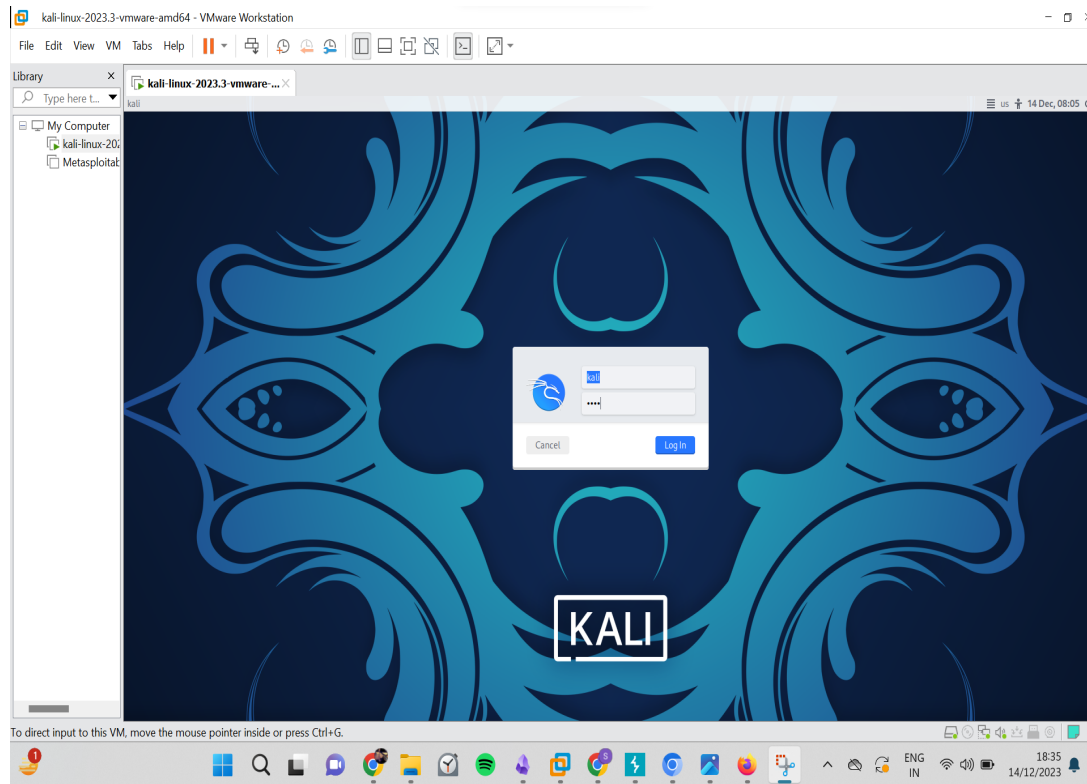 kali-linux-2023.3-vmware-amd64 - VMware Workstation
File Edit View VM Tabs Help
Library X
Type here t...
kali-linux-2023.3-vmware-...
kali
us 14 Dec, 08:05
My Computer
kali-linux-202
Metasploitab
kali
••••
Cancel Log In
KALI
To direct input to this VM, move the mouse pointer inside or press Ctrl+G.
1
S
ENG
IN
18:35
14/12/2023